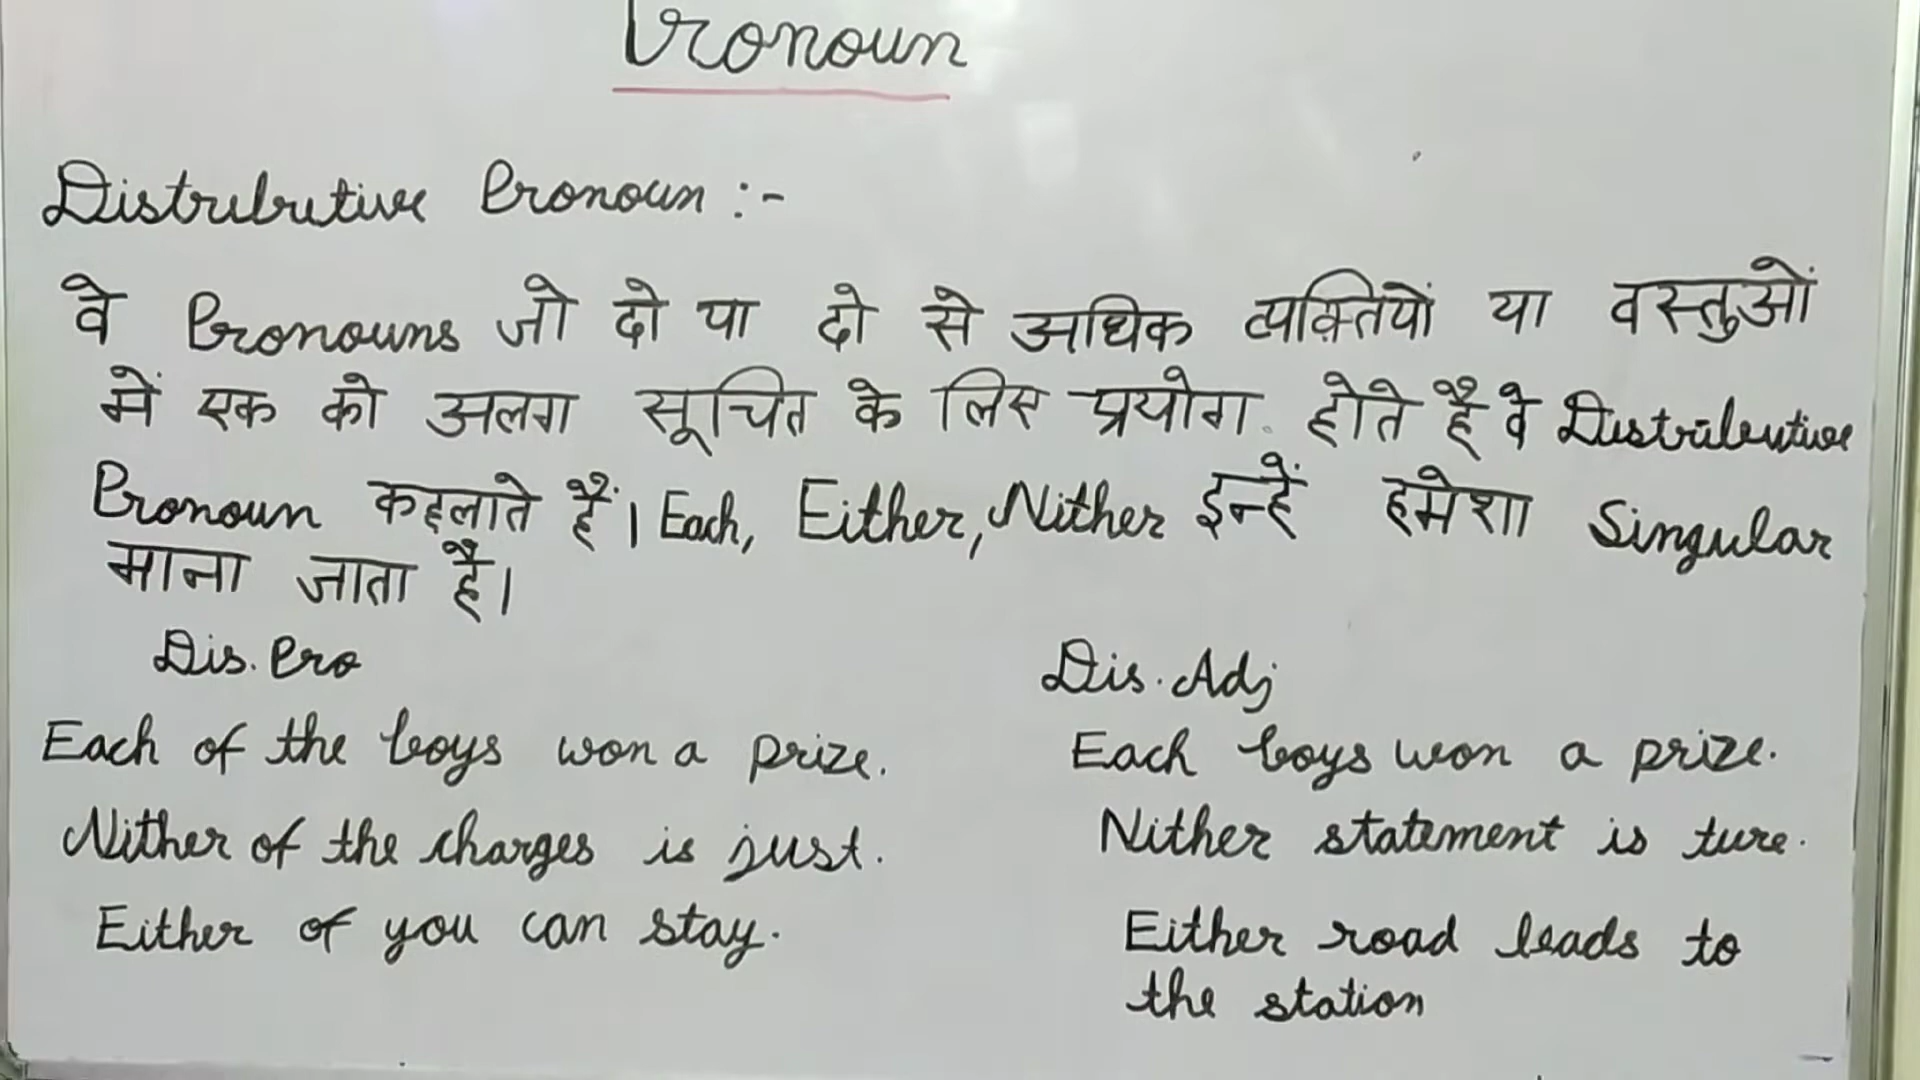 Pronoun
Distributive Pronoun :-
वे Pronouns जो दो या दो से अधिक व्यक्तियों या वस्तुओं
में एक को अलग सूचित के लिए प्रयोग होते है वे Distributive
Pronoun कहलाते हैं। Each, Either, Nither इन्हें हमेशा Singular
माना जाता है।
Dis. Pro Dis. Adj
Each of the boys won a prize. Each boys won a prize.
Nither of the charges is just. Nither statement is ture.
Either of you can stay. Either road leads to
the station